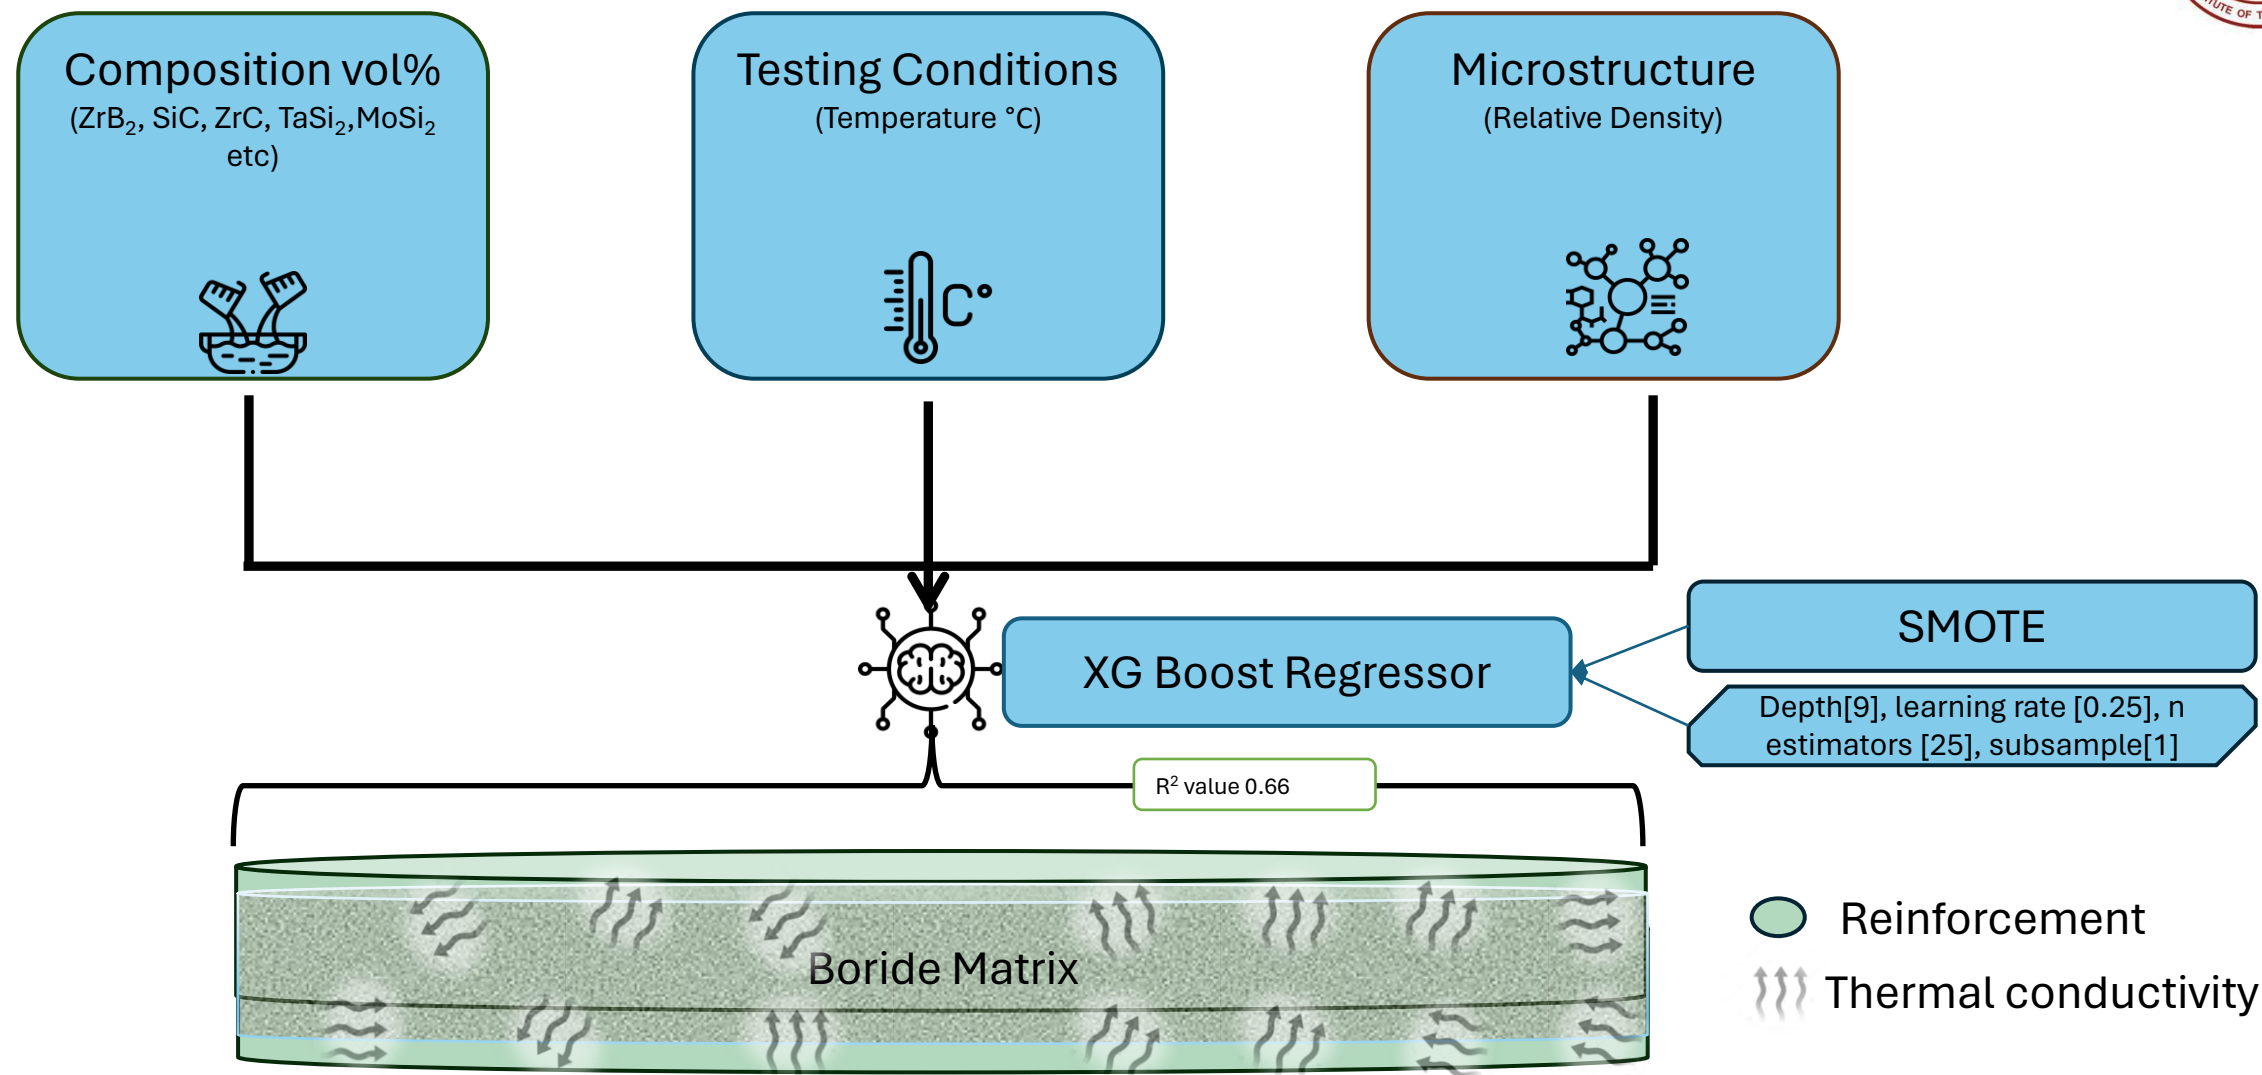 Composition vol%
(ZrB₂, SiC, ZrC, TaSi₂,MoSi₂
etc)
Testing Conditions
(Temperature °C)
C°
Microstructure
(Relative Density)
XG Boost Regressor
SMOTE
Depth[9], learning rate [0.25], n
estimators [25], subsample[1]
R² value 0.66
Boride Matrix
Reinforcement
Thermal conductivity